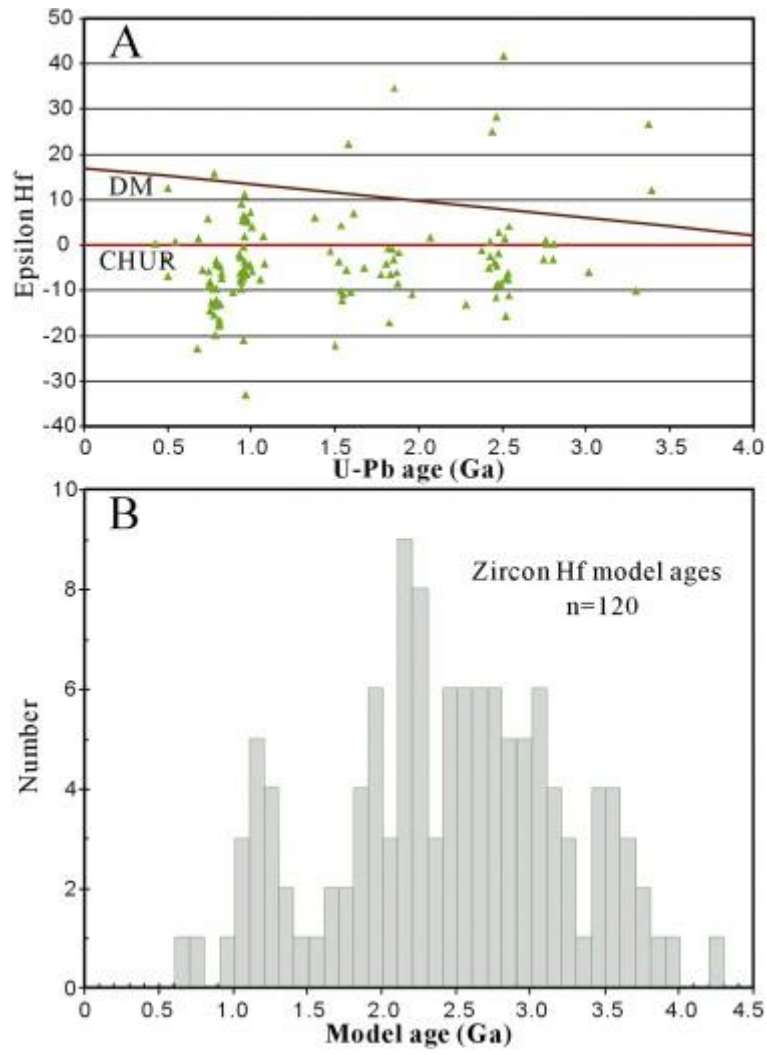 A
50
40
30
20
10
0
-10
-20
-30
-40
Epsilon Hf
DM
CHUR
0 0.5 1.0 1.5 2.0 2.5 3.0 3.5 4.0
U-Pb age (Ga)
B
10
8
6
4
2
0
Number
Zircon Hf model ages
n=120
0 0.5 1.0 1.5 2.0 2.5 3.0 3.5 4.0 4.5
Model age (Ga)